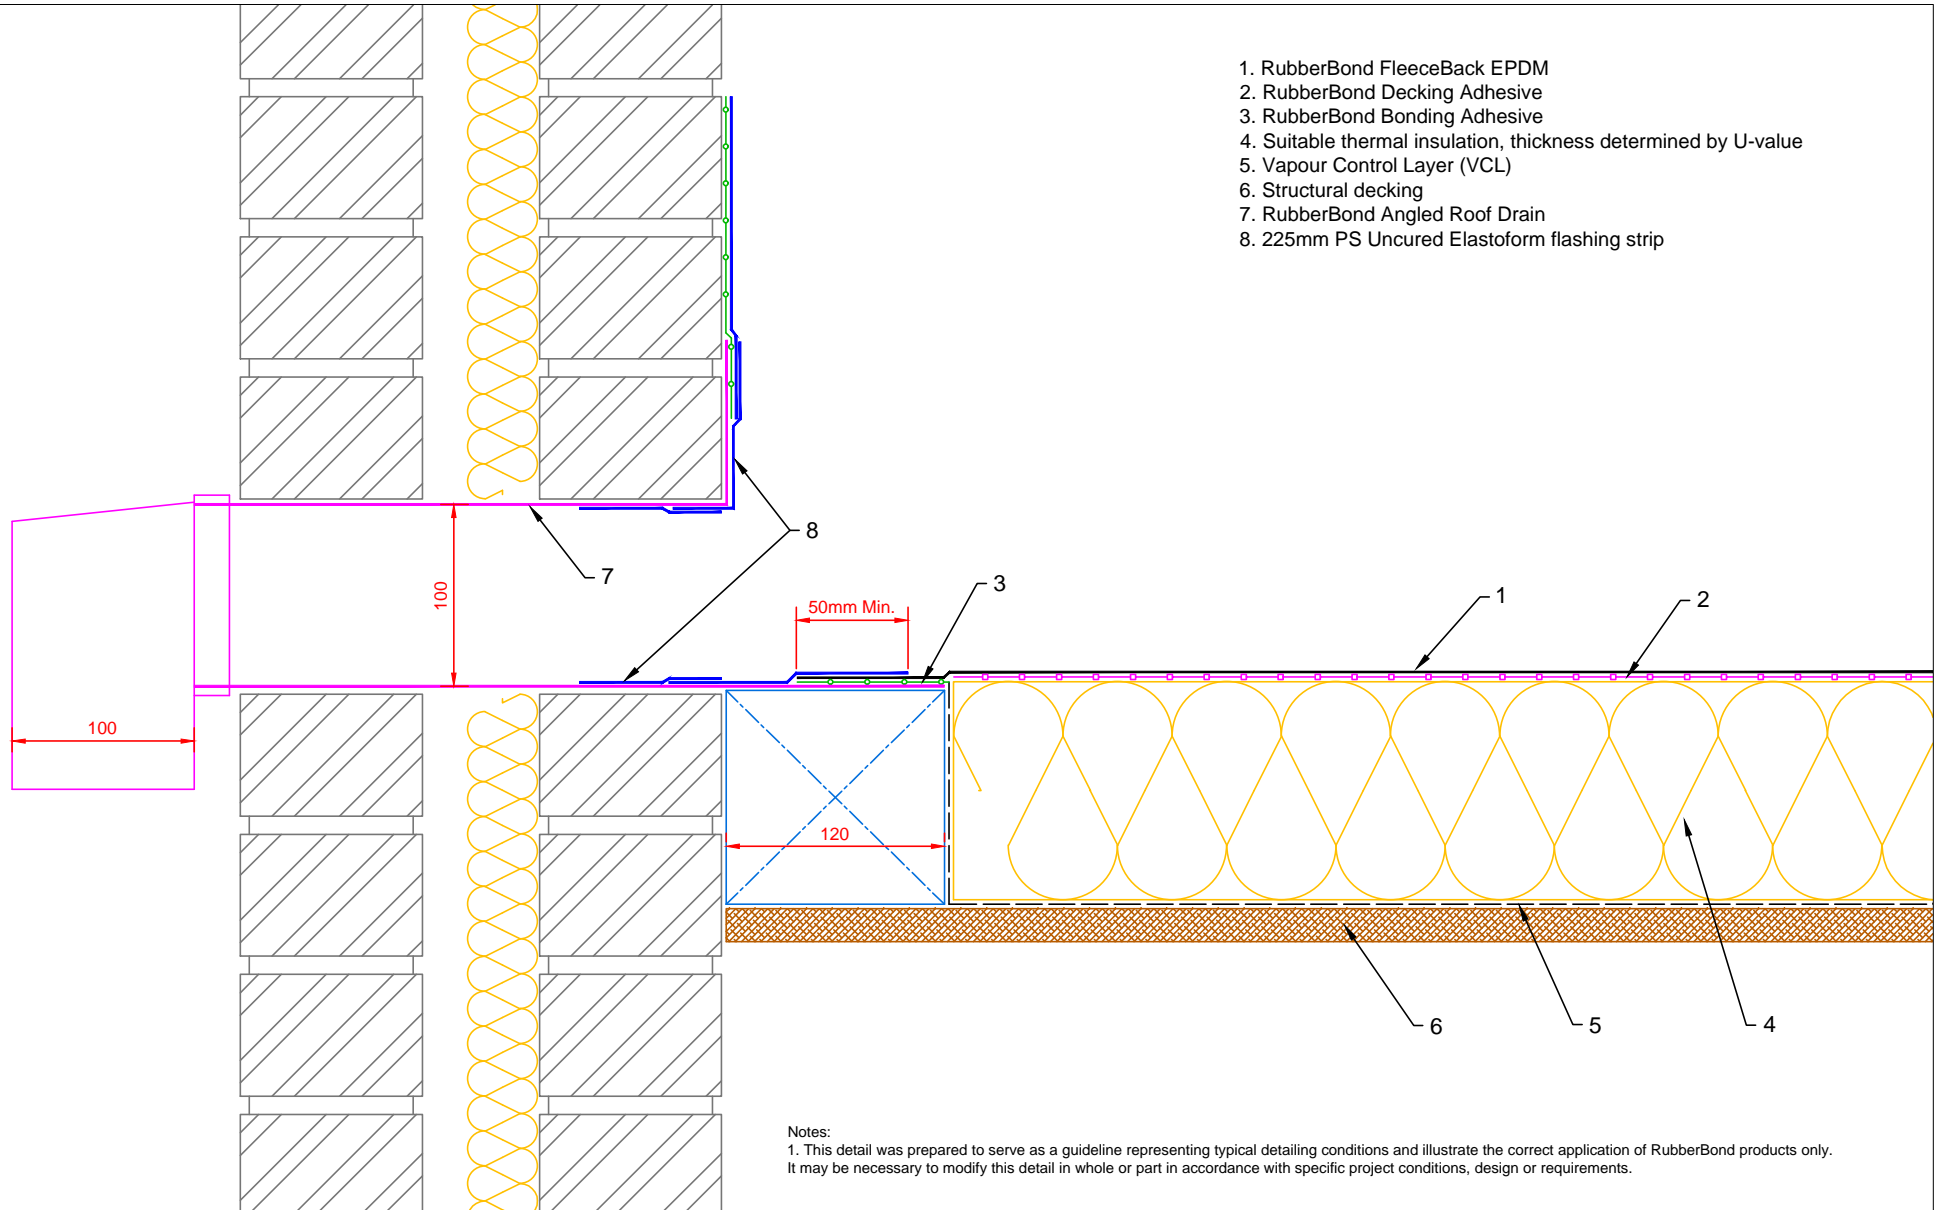 1. RubberBond FleeceBack EPDM
2. RubberBond Decking Adhesive
3. RubberBond Bonding Adhesive
4. Suitable thermal insulation, thickness determined by U-value
5. Vapour Control Layer (VCL)
6. Structural decking
7. RubberBond Angled Roof Drain
8. 225mm PS Uncured Elastoform flashing strip
8
7
100
3
50mm Min.
1
2
100
120
6
5
4
Notes:
1. This detail was prepared to serve as a guideline representing typical detailing conditions and illustrate the correct application of RubberBond products only.
It may be necessary to modify this detail in whole or part in accordance with specific project conditions, design or requirements.